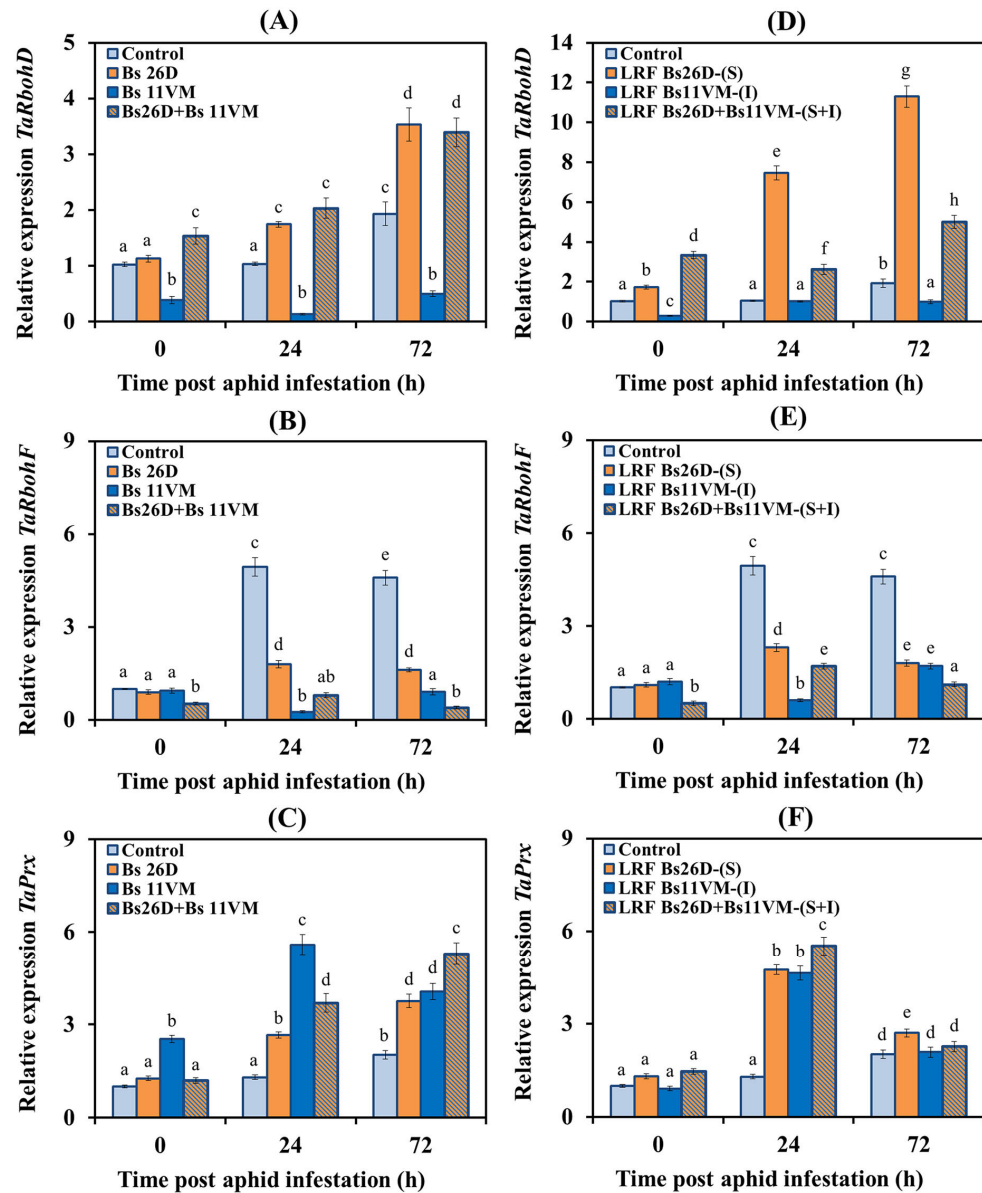 (A)
Relative expression TaRbohD
5
4
3
2
1
0
Control
Bs 26D
Bs 11VM
Bs26D+Bs 11VM
a a b c
a c b c
c d b d
0 24 72
Time post aphid infestation (h)
(D)
Relative expression TaRbohD
14
12
10
8
6
4
2
0
Control
LRF Bs26D-(S)
LRF Bs11VM-(I)
LRF Bs26D+Bs11VM-(S+I)
a b c d
a e a f
b g a h
0 24 72
Time post aphid infestation (h)
(B)
Relative expression TaRbohF
9
6
3
0
Control
Bs 26D
Bs 11VM
Bs26D+Bs 11VM
a a a b
c d b ab
e d a b
0 24 72
Time post aphid infestation (h)
(E)
Relative expression TaRbohF
9
6
3
0
Control
LRF Bs26D-(S)
LRF Bs11VM-(I)
LRF Bs26D+Bs11VM-(S+I)
a a a b
c d b e
c e e a
0 24 72
Time post aphid infestation (h)
(C)
Relative expression TaPrx
9
6
3
0
Control
Bs 26D
Bs 11VM
Bs26D+Bs 11VM
a a b a
a b c d
b d d c
0 24 72
Time post aphid infestation (h)
(F)
Relative expression TaPrx
9
6
3
0
Control
LRF Bs26D-(S)
LRF Bs11VM-(I)
LRF Bs26D+Bs11VM-(S+I)
a a a a
a b b c
d e d d
0 24 72
Time post aphid infestation (h)